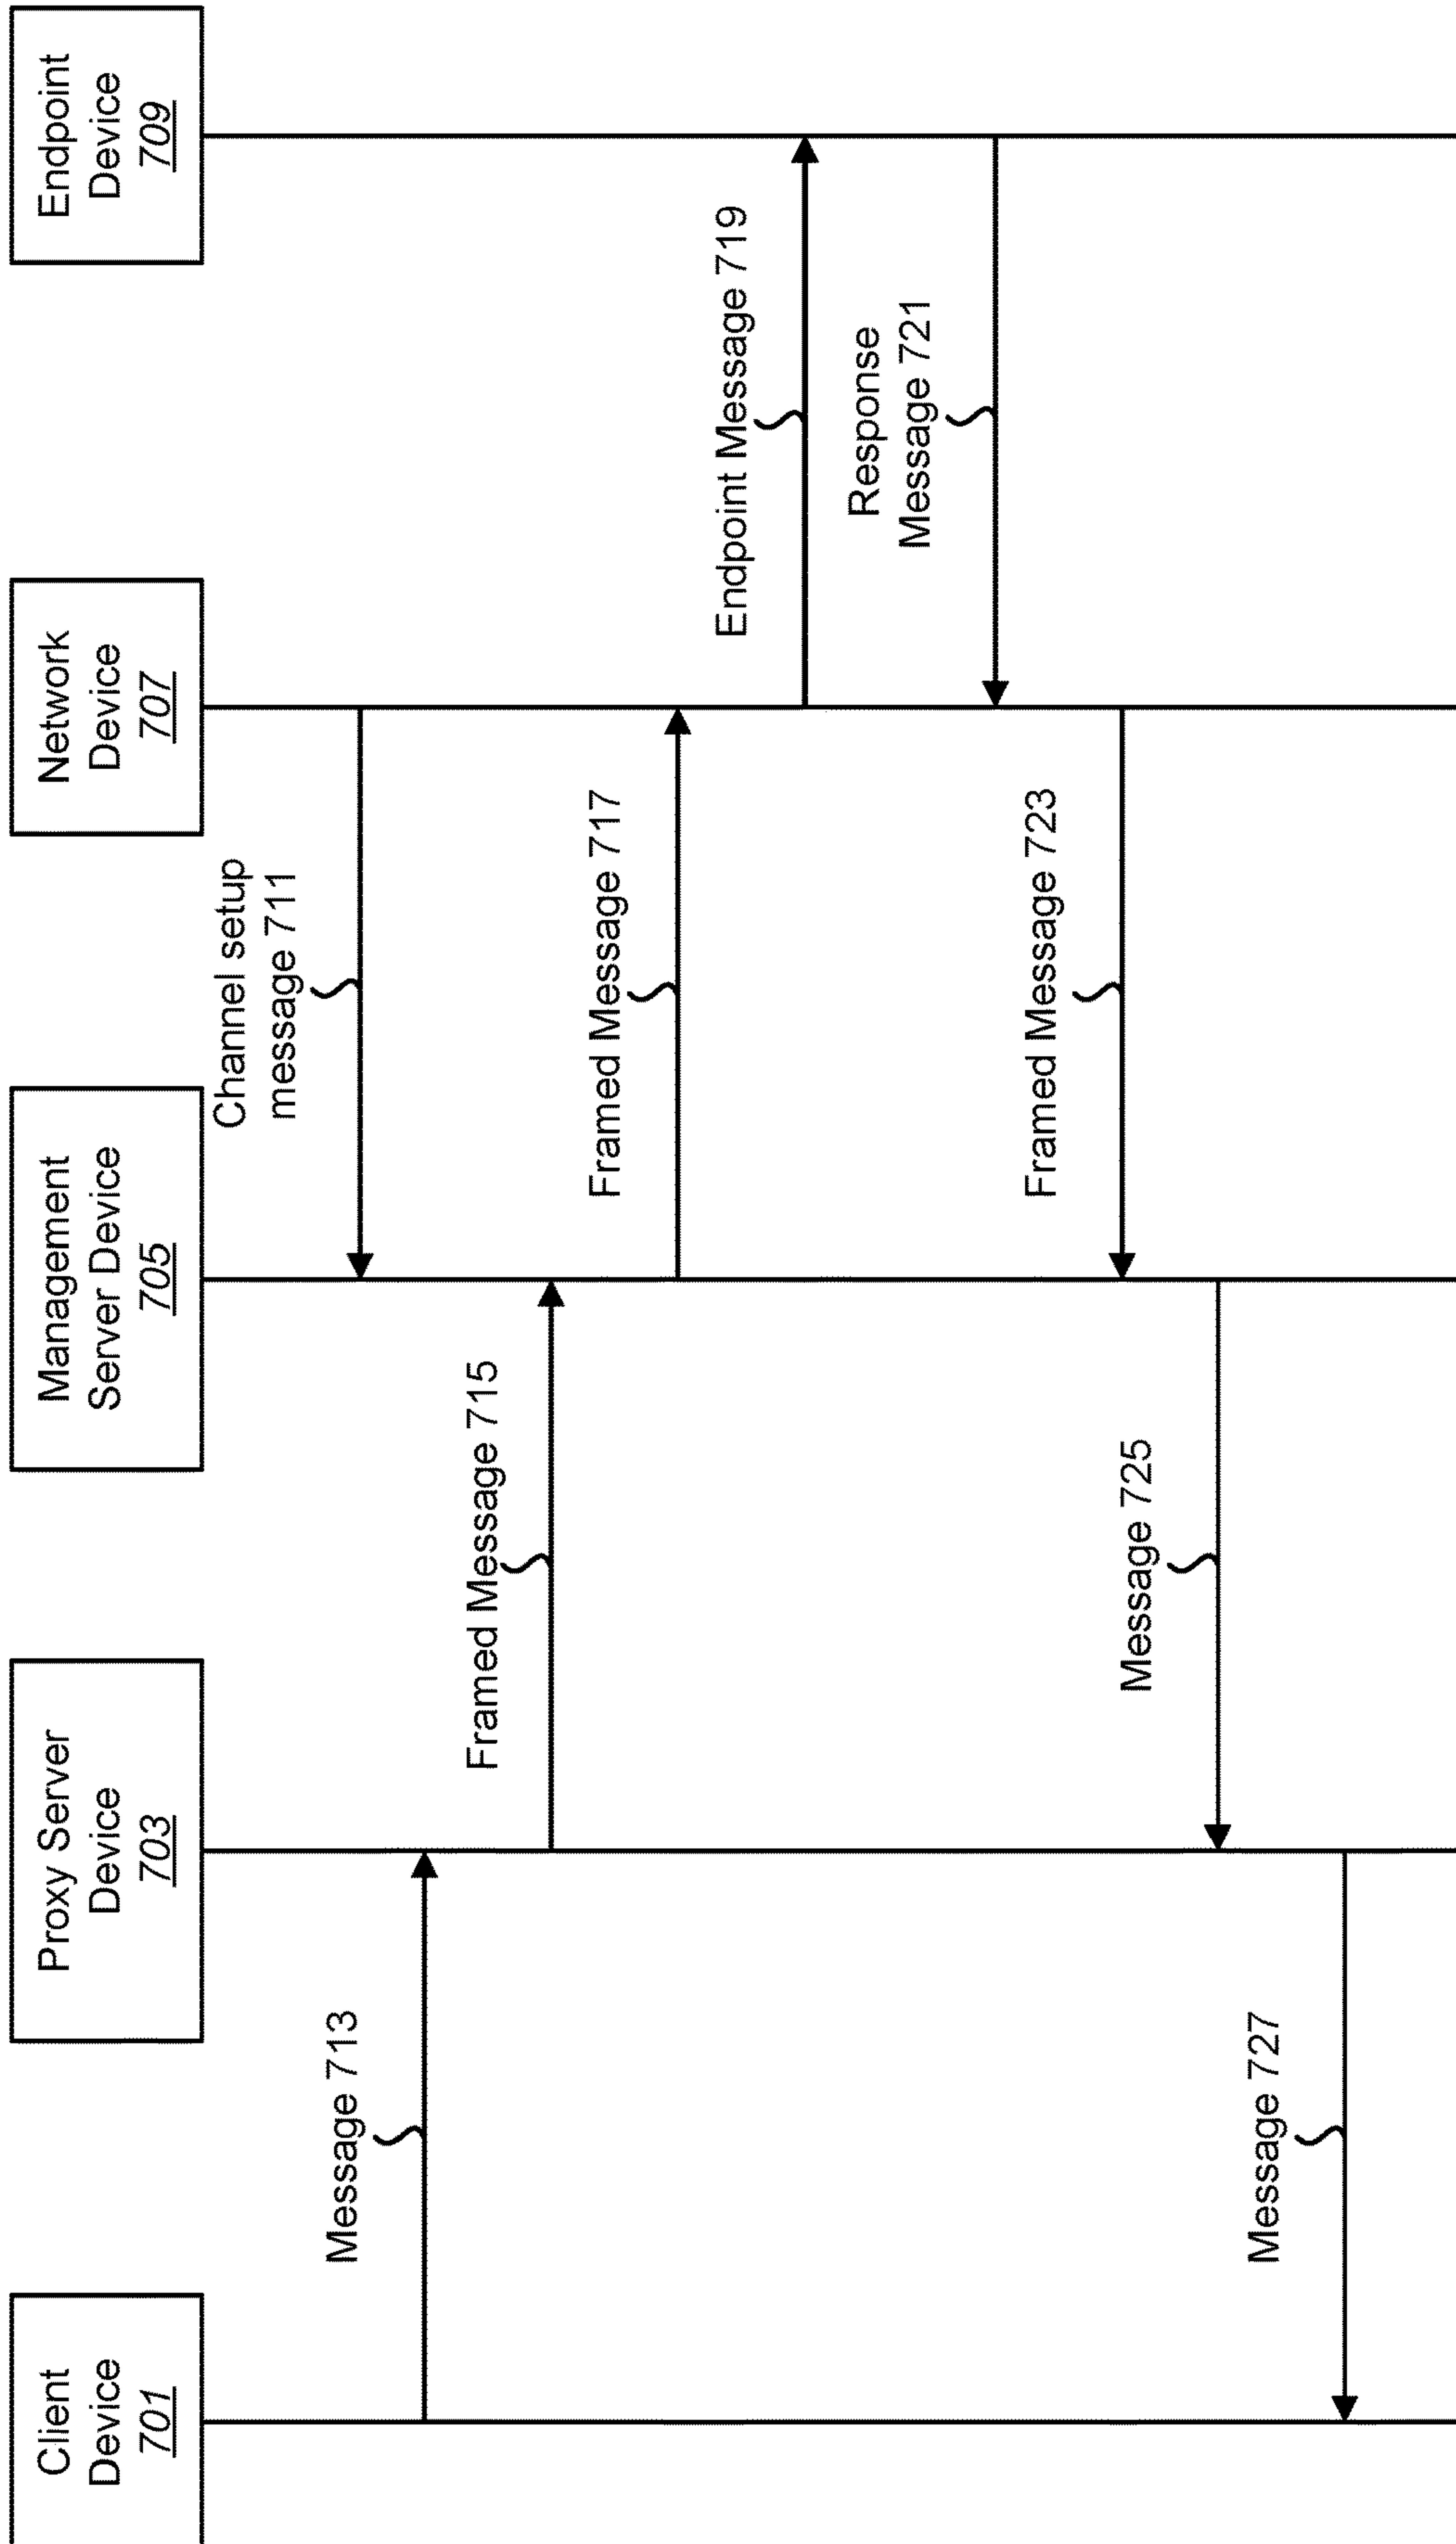 Client
Device
701
Proxy Server
Device
703
Management
Server Device
705
Network
Device
707
Endpoint
Device
709
Channel setup
message 711
Message 713
Framed Message 715
Framed Message 717
Endpoint Message 719
Response
Message 721
Framed Message 723
Message 725
Message 727